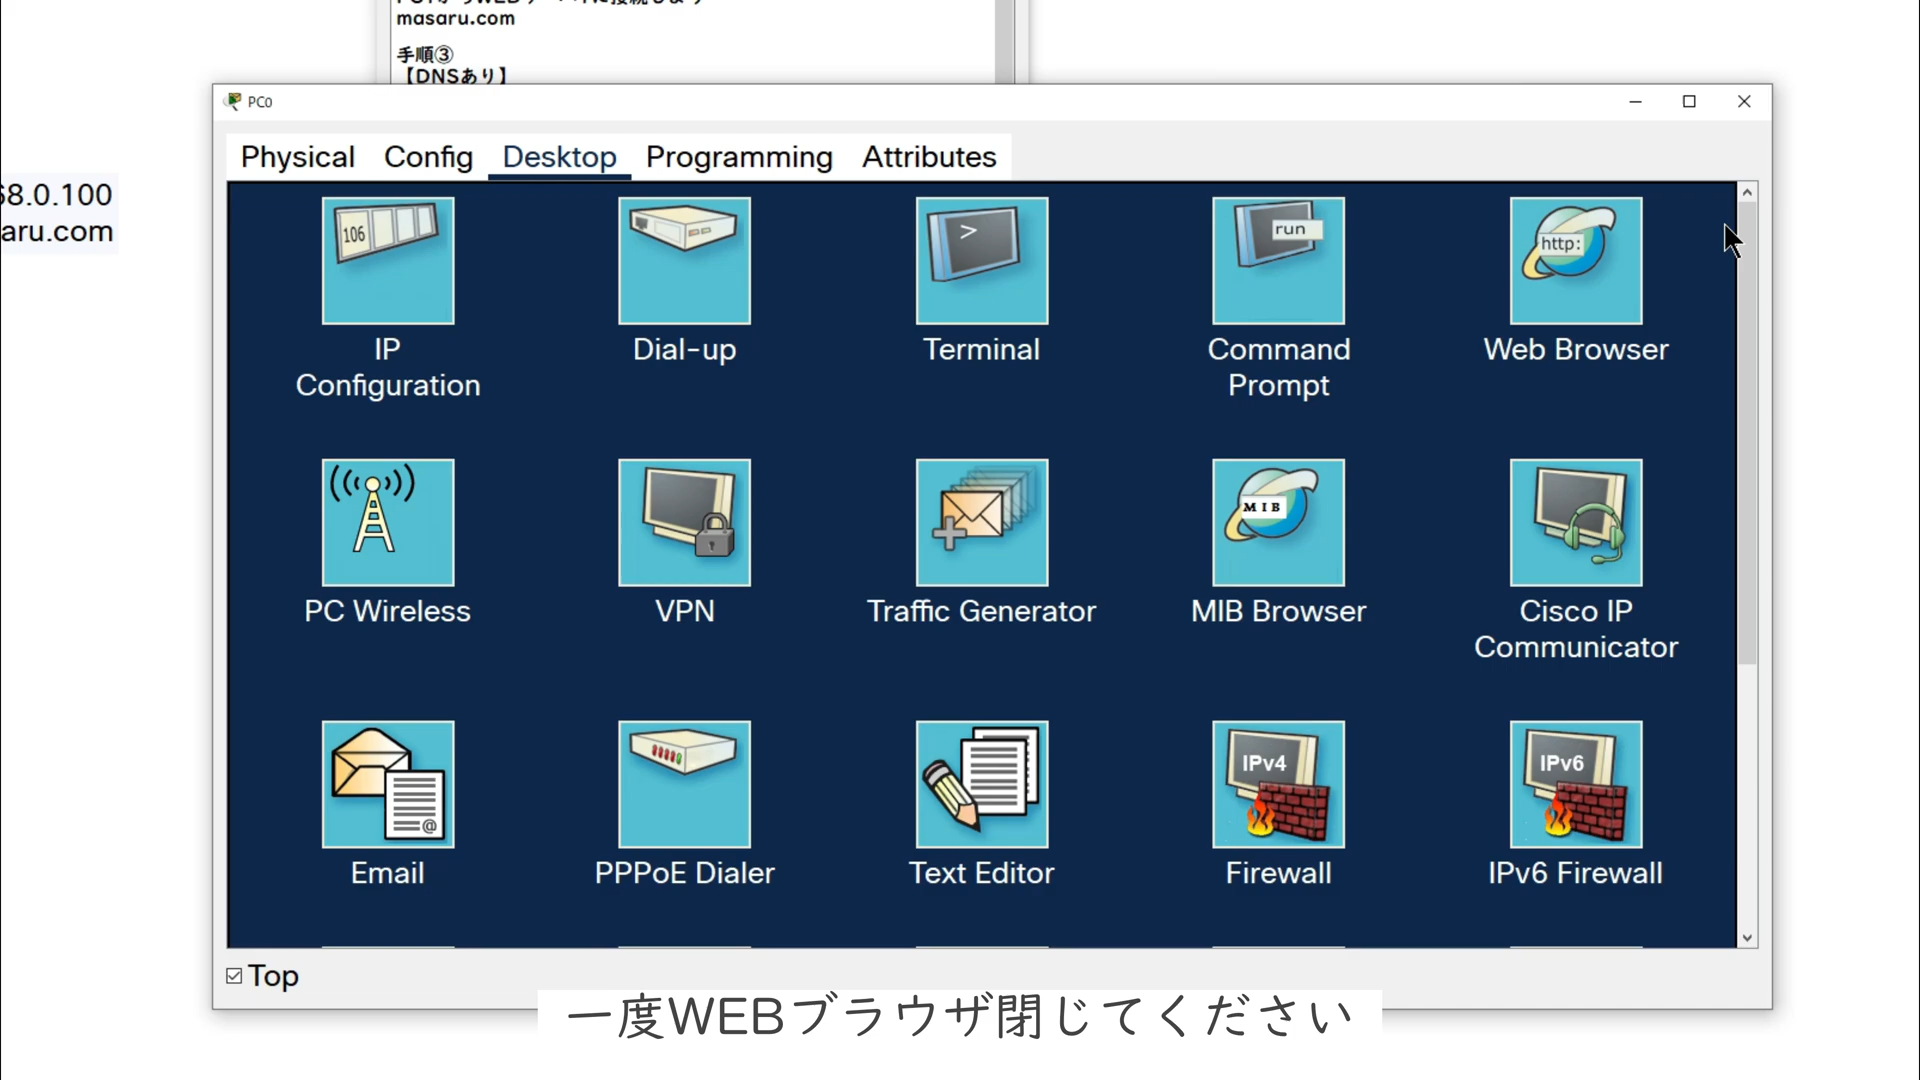 masaru.com
手順③
【DNSあり】
PC0
Physical Config Desktop Programming Attributes
68.0.100
aru.com
106
run
http:
IP
Configuration
Dial-up
Terminal
Command
Prompt
Web Browser
MIB
PC Wireless
VPN
Traffic Generator
MIB Browser
Cisco IP
Communicator
IPv4
IPv6
Email
PPPoE Dialer
Text Editor
Firewall
IPv6 Firewall
Top
一度WEBブラウザ閉じてください